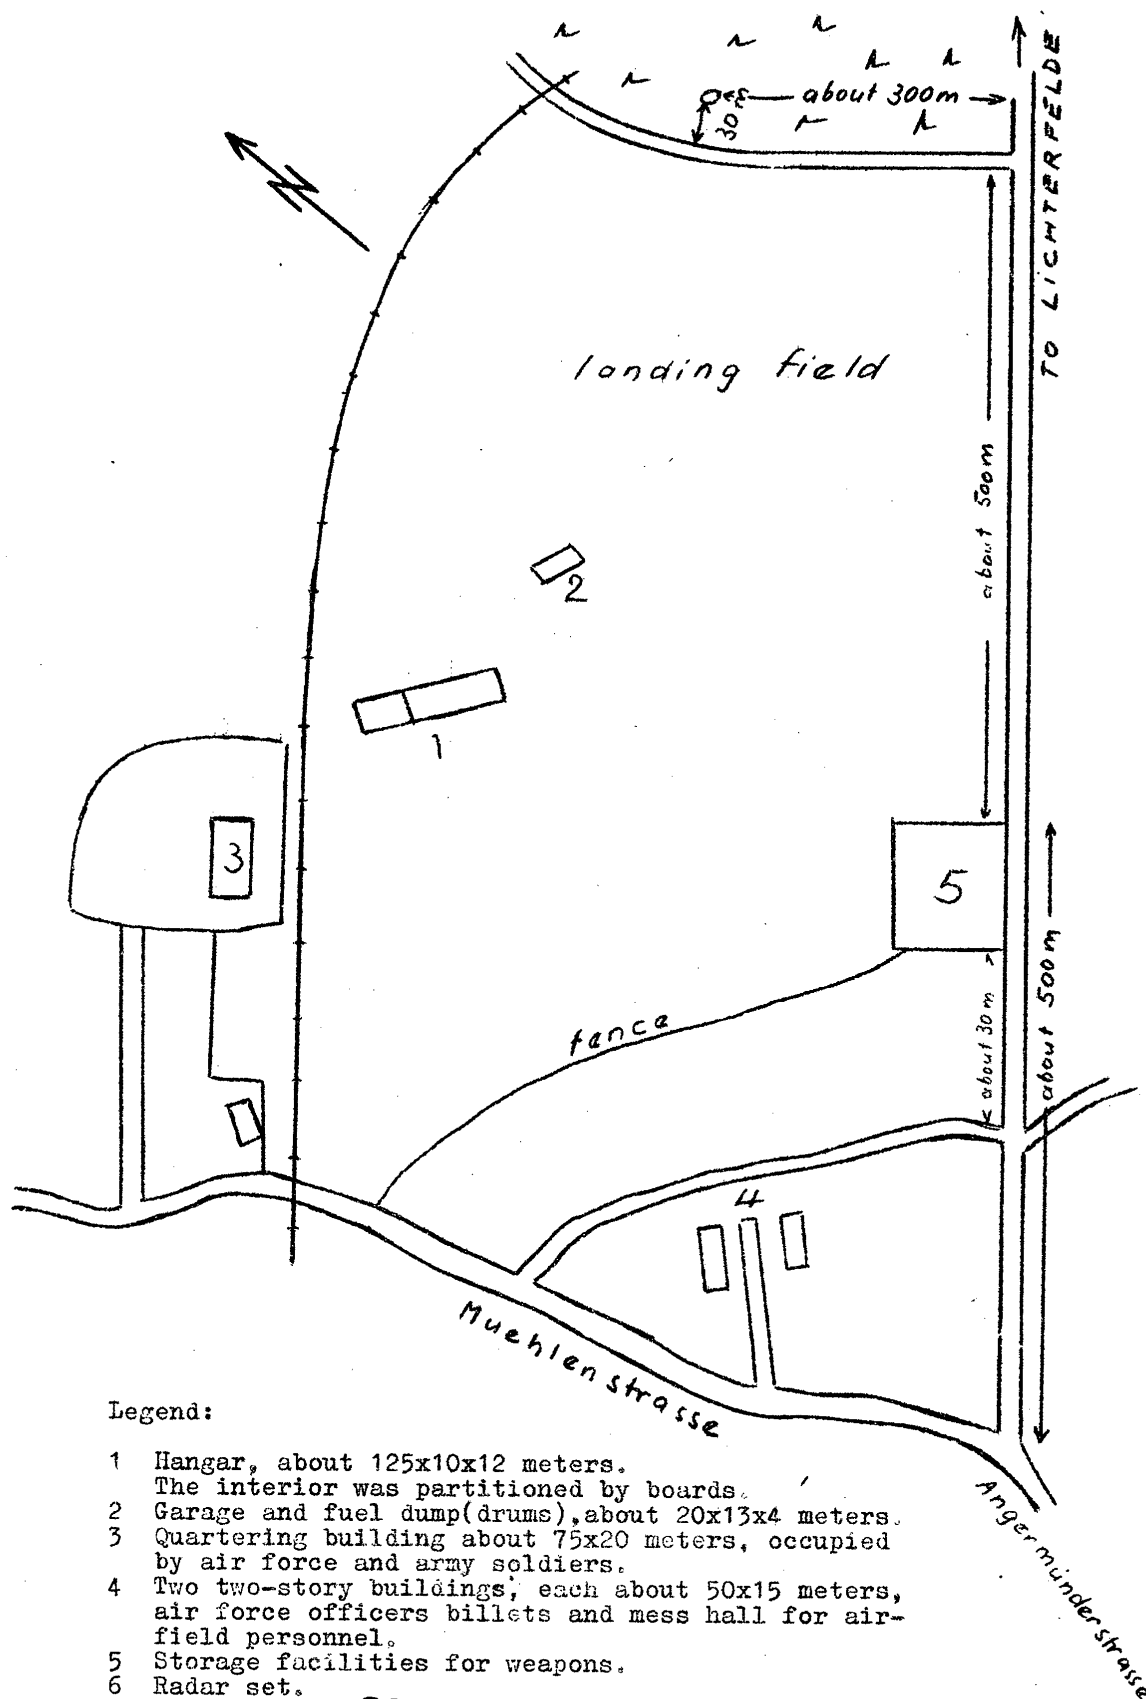 about 300m
30m
TO LICHTERFELDE
landing field
about 500m
2
1
3
5
about 500m
fence
about 30m
4
Muehlenstrasse
Angermünderstrasse
Legend:
1 Hangar, about 125x10x12 meters.
The interior was partitioned by boards.
2 Garage and fuel dump(drums),about 20x13x4 meters.
3 Quartering building about 75x20 meters, occupied
by air force and army soldiers.
4 Two two-story buildings, each about 50x15 meters,
air force officers billets and mess hall for air-
field personnel.
5 Storage facilities for weapons.
6 Radar set.